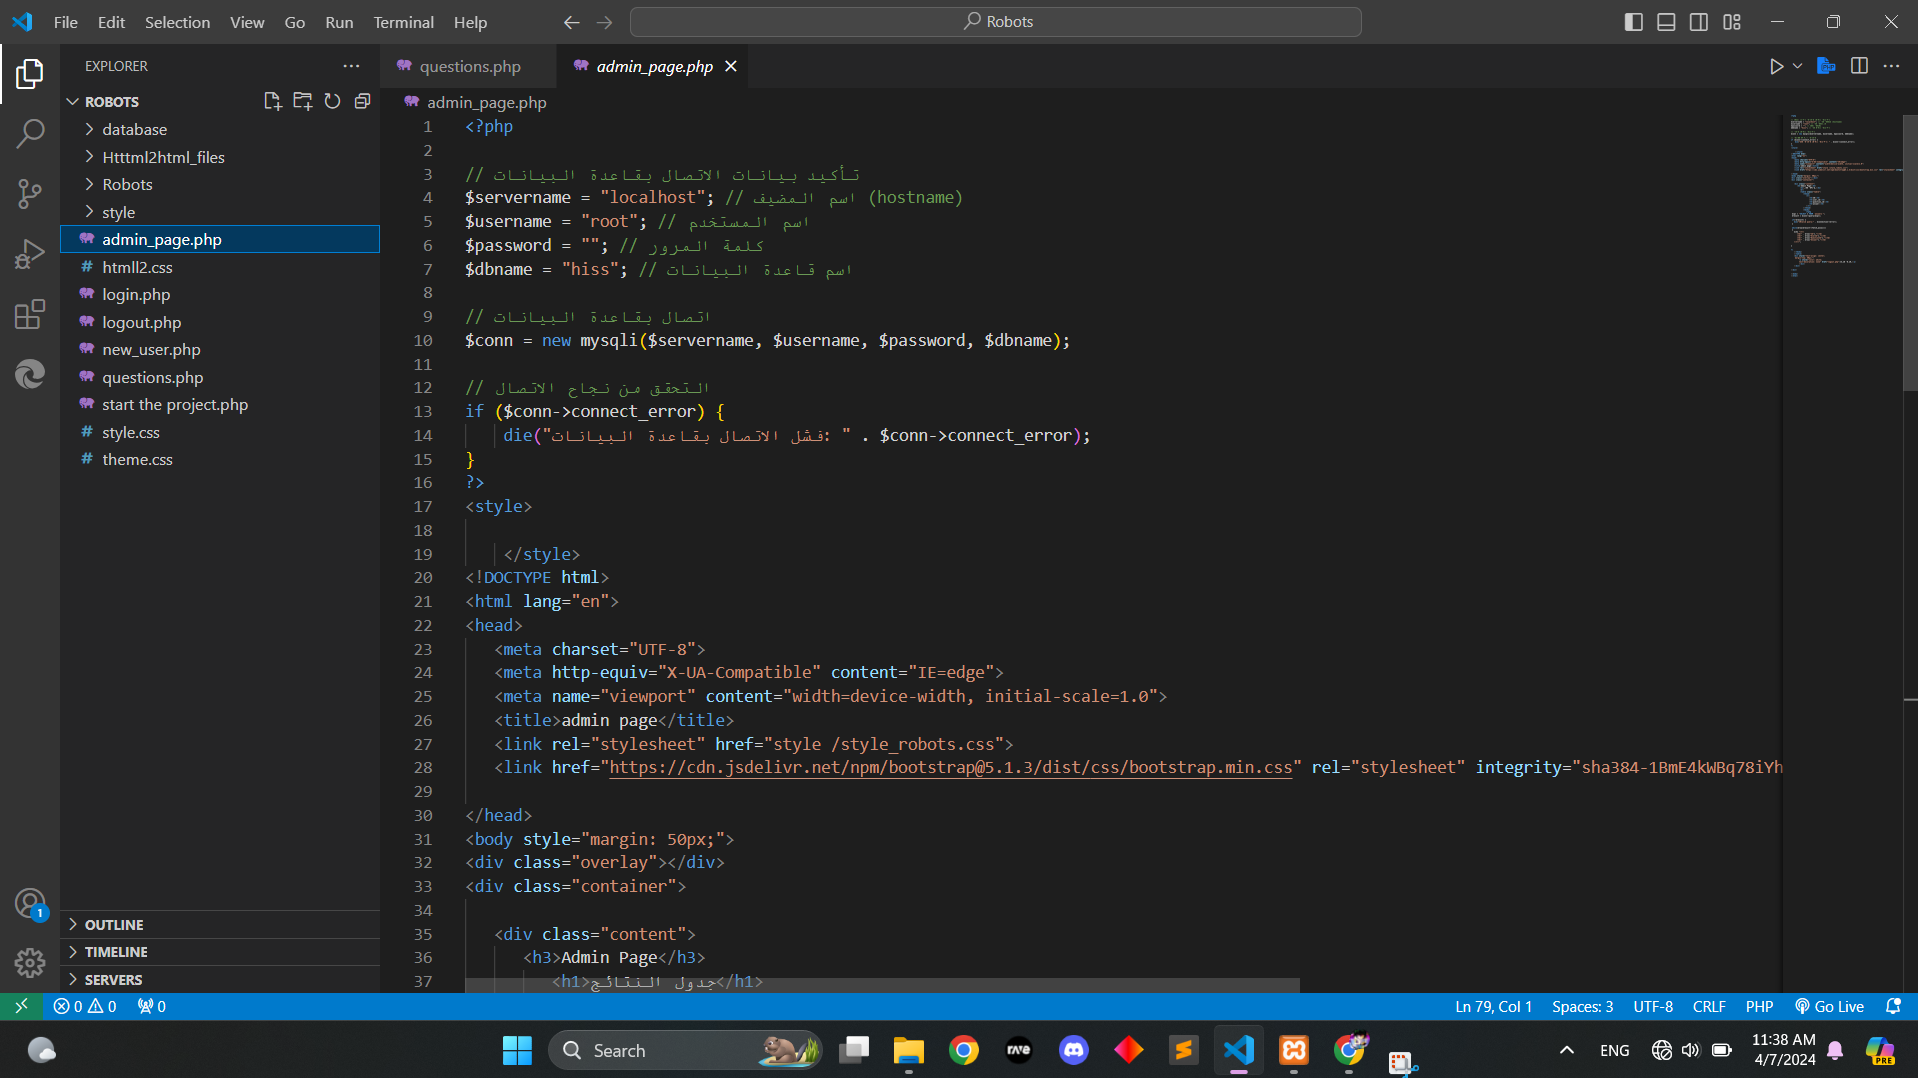 File Edit Selection View Go Run Terminal Help
Robots
EXPLORER
ROBOTS
database
Htttml2html_files
Robots
style
admin_page.php
htmll2.css
login.php
logout.php
new_user.php
questions.php
start the project.php
style.css
theme.css
OUTLINE
TIMELINE
SERVERS
questions.php admin_page.php
admin_page.php
1 <?php
2
3 // تأكيد بيانات الاتصال بقاعدة البيانات
4 $servername = "localhost"; // اسم المضيف (hostname)
5 $username = "root"; // اسم المستخدم
6 $password = ""; // كلمة المرور
7 $dbname = "hiss"; // اسم قاعدة البيانات
8
9 // اتصال بقاعدة البيانات
10 $conn = new mysqli($servername, $username, $password, $dbname);
11
12 // التحقق من نجاح الاتصال
13 if ($conn->connect_error) {
14 die("فشل الاتصال بقاعدة البيانات: " . $conn->connect_error);
15 }
16 ?>
17 <style>
18
19 </style>
20 <!DOCTYPE html>
21 <html lang="en">
22 <head>
23 <meta charset="UTF-8">
24 <meta http-equiv="X-UA-Compatible" content="IE=edge">
25 <meta name="viewport" content="width=device-width, initial-scale=1.0">
26 <title>admin page</title>
27 <link rel="stylesheet" href="style /style_robots.css">
28 <link href="https://cdn.jsdelivr.net/npm/bootstrap@5.1.3/dist/css/bootstrap.min.css" rel="stylesheet" integrity="sha384-1BmE4kWBq78iYh
29
30 </head>
31 <body style="margin: 50px;">
32 <div class="overlay"></div>
33 <div class="container">
34
35 <div class="content">
36 <h3>Admin Page</h3>
37 <h1>جدول النتائج</h1>
1
0 0 0 Ln 79, Col 1 Spaces: 3 UTF-8 CRLF PHP Go Live
Search
rave
ENG
11:38 AM
4/7/2024
PRE